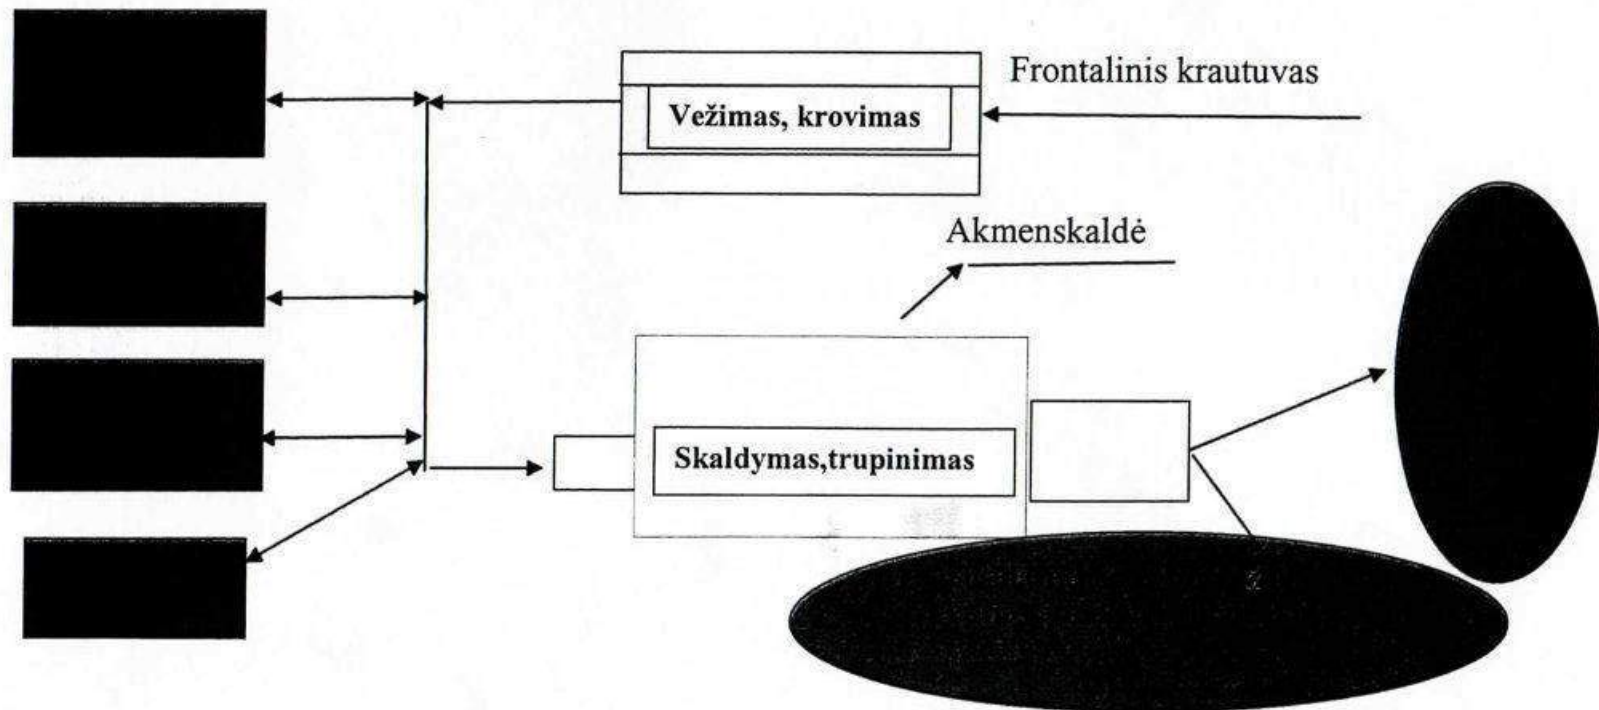 Frontalinis krautuvas
Vežimas, krovimas
Akmenskaldė
Skaldymas,trupinimas